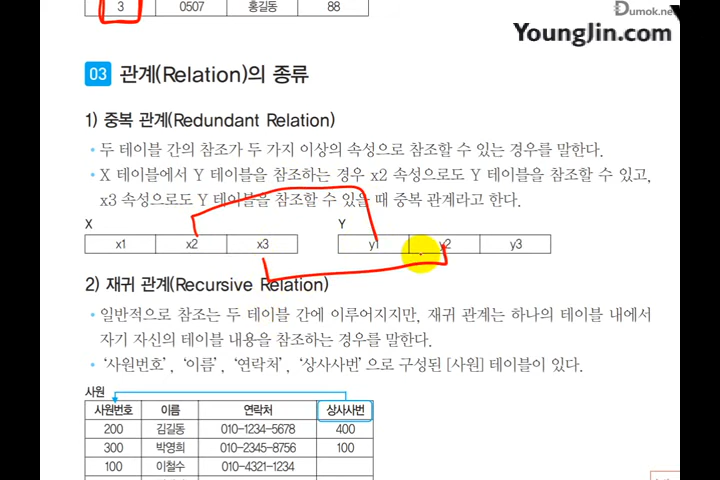 3 0507 홍길동 88
Dumok.ne
YoungJin.com
03 관계(Relation)의 종류
1) 중복 관계(Redundant Relation)
• 두 테이블 간의 참조가 두 가지 이상의 속성으로 참조할 수 있는 경우를 말한다.
• X 테이블에서 Y 테이블을 참조하는 경우 x2 속성으로도 Y 테이블을 참조할 수 있고,
x3 속성으로도 Y 테이블을 참조할 수 있을 때 중복 관계라고 한다.
X Y
x1 x2 x3 y1 y2 y3
2) 재귀 관계(Recursive Relation)
• 일반적으로 참조는 두 테이블 간에 이루어지지만, 재귀 관계는 하나의 테이블 내에서
자기 자신의 테이블 내용을 참조하는 경우를 말한다.
• ‘사원번호’, ‘이름’, ‘연락처’, ‘상사사번’으로 구성된 [사원] 테이블이 있다.
사원
사원번호 이름 연락처 상사사번
200 김길동 010-1234-5678 400
300 박영희 010-2345-8756 100
100 이철수 010-4321-1234